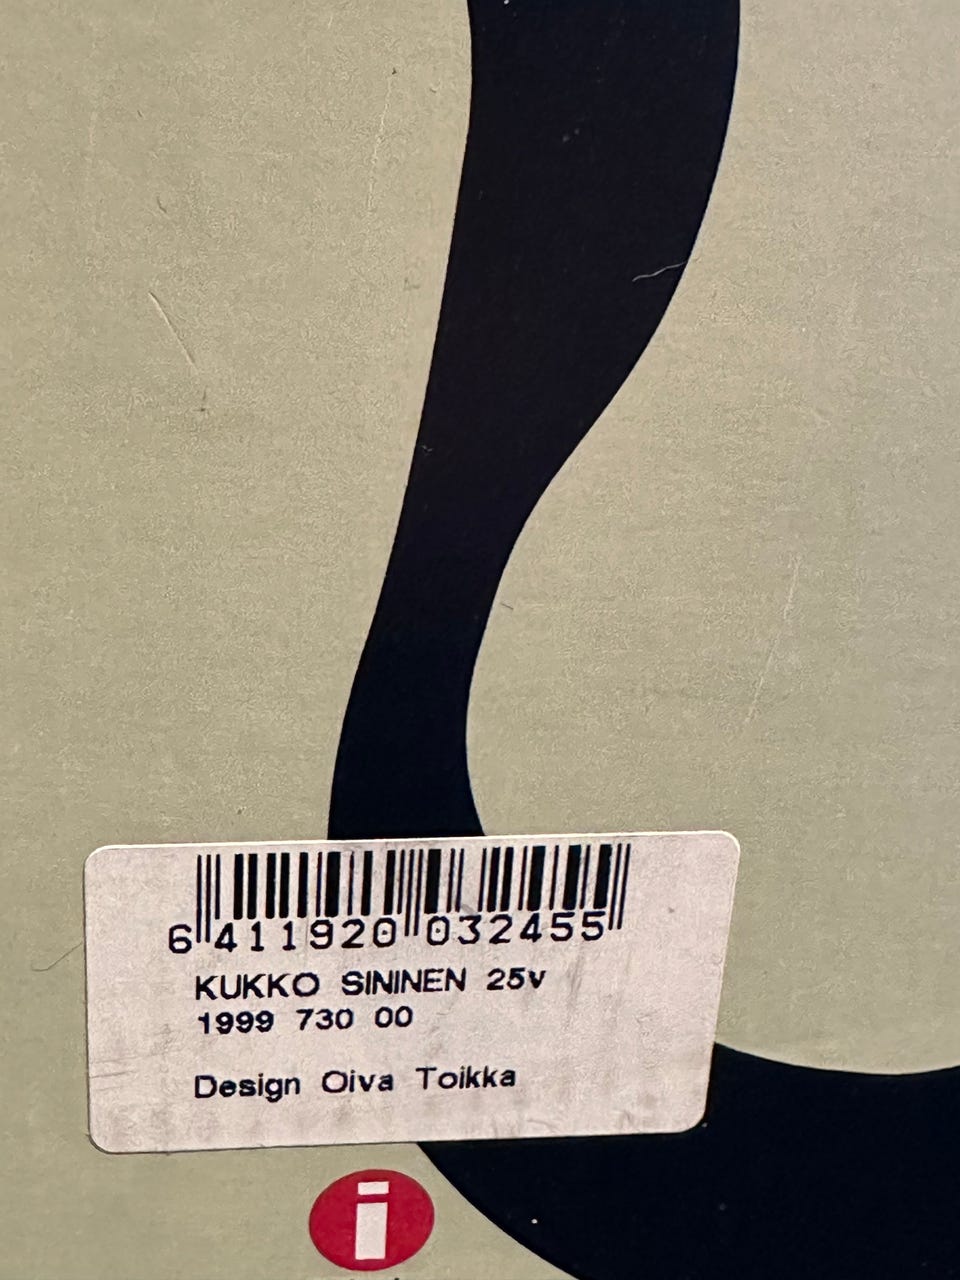 6 411920 032455
KUKKO SININEN 25v
1999 730 00
Design Oiva Toikka
i